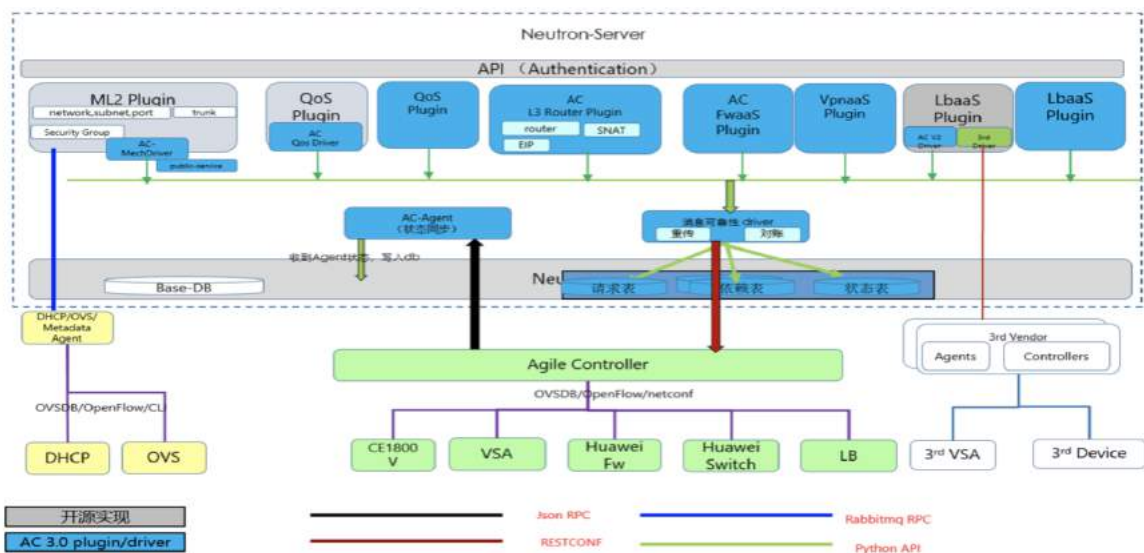 Neutron-Server
API （Authentication）
ML2 Plugin
network,subnet,port
trunk
Security Group
AC-
MechDriver
public-service
QoS
Plugin
AC
Qos Driver
QoS
Plugin
AC
L3 Router Plugin
router
SNAT
EIP
AC
FwaaS
Plugin
VpnaaS
Plugin
LbaaS
Plugin
AC V2
Driver
3rd
Driver
LbaaS
Plugin
AC-Agent
（状态同步）
消息可靠性 driver
重传
对账
收到Agent状态，写入db
Base-DB
Neu
请求表
依赖表
状态表
DHCP/OVS/
Metadata
Agent
3rd Vendor
Agents
Controllers
Agile Controller
OVSDB/OpenFlow/CLI
OVSDB/OpenFlow/netconf
DHCP
OVS
CE1800
V
VSA
Huawei
Fw
Huawei
Switch
LB
3rd VSA
3rd Device
开源实现
Json RPC
Rabbitmq RPC
AC 3.0 plugin/driver
RESTCONF
Python API